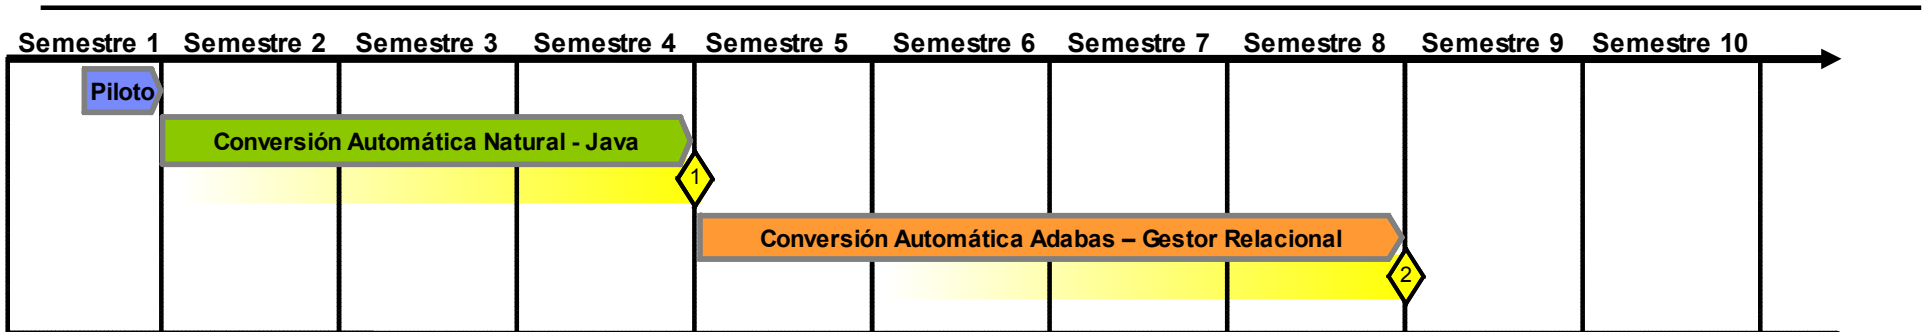 Semestre 1 Semestre 2 Semestre 3 Semestre 4 Semestre 5 Semestre 6 Semestre 7 Semestre 8 Semestre 9 Semestre 10
Piloto
Conversión Automática Natural - Java
1
Conversión Automática Adabas – Gestor Relacional
2